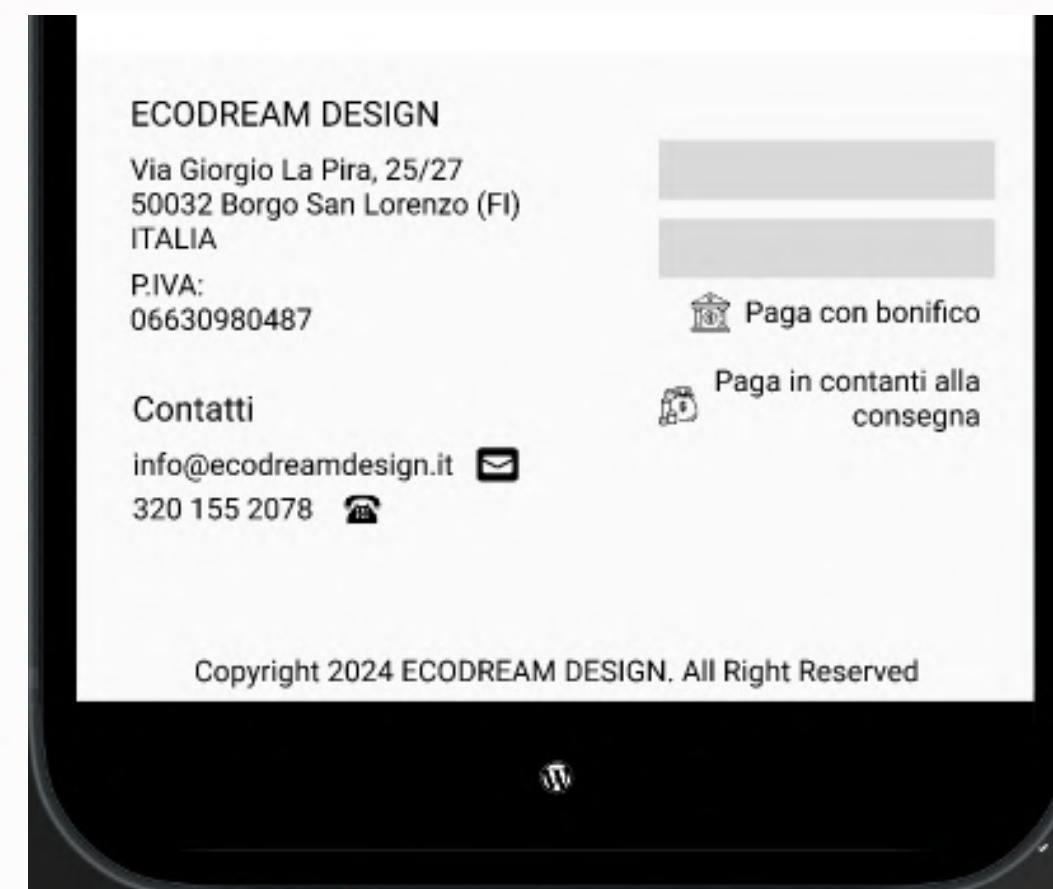 ECODREAM DESIGN
Via Giorgio La Pira, 25/27
50032 Borgo San Lorenzo (FI)
ITALIA
P.IVA:
06630980487
Contatti
info@ecodreamdesign.it
320 155 2078
Paga con bonifico
Paga in contanti alla
consegna
Copyright 2024 ECODREAM DESIGN. All Right Reserved